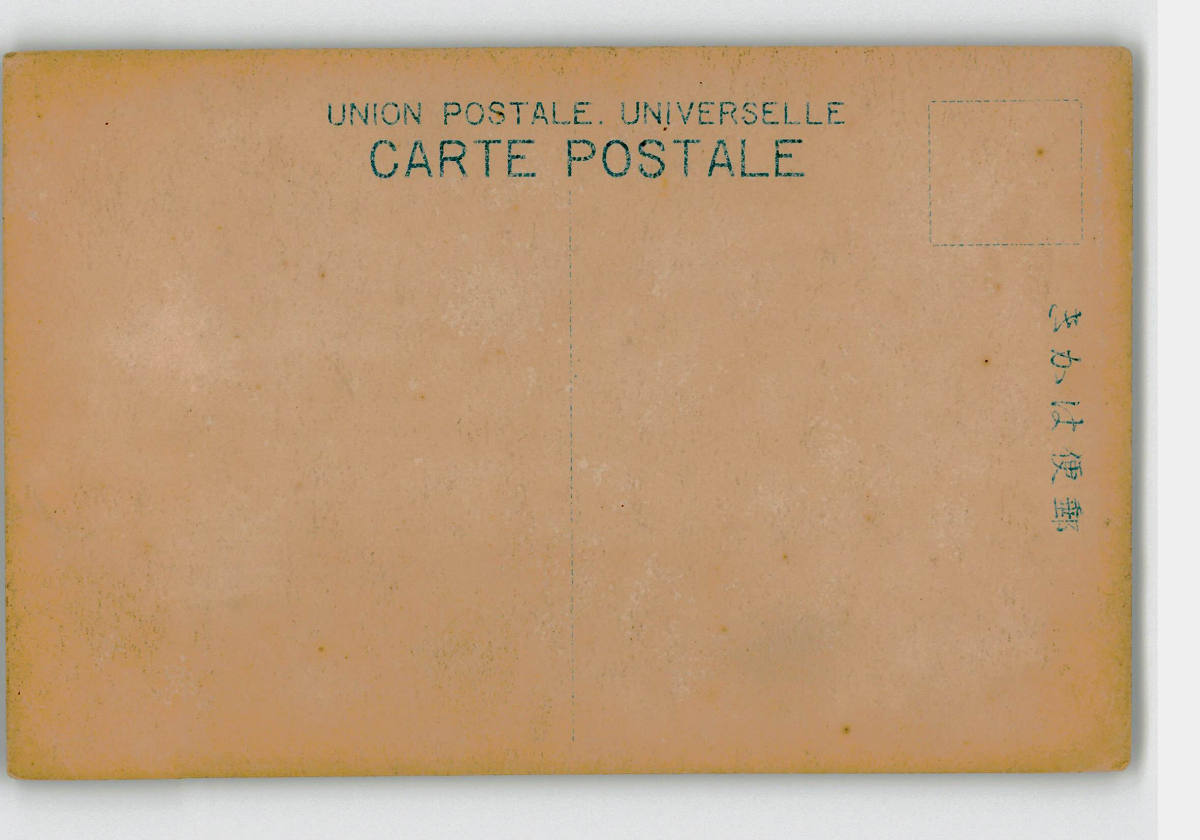 UNION POSTALE. UNIVERSELLE
CARTE POSTALE
きかは便郵